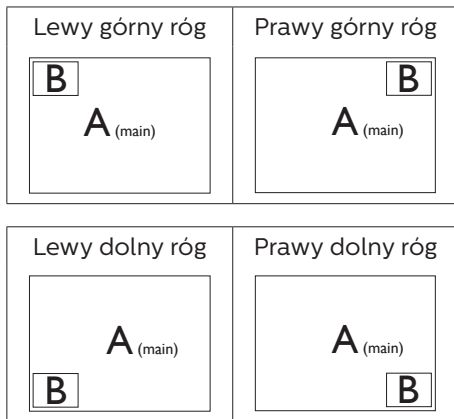 Lewy górny róg
Prawy górny róg
B
A (main)
B
A (main)
Lewy dolny róg
Prawy dolny róg
A (main)
B
A (main)
B